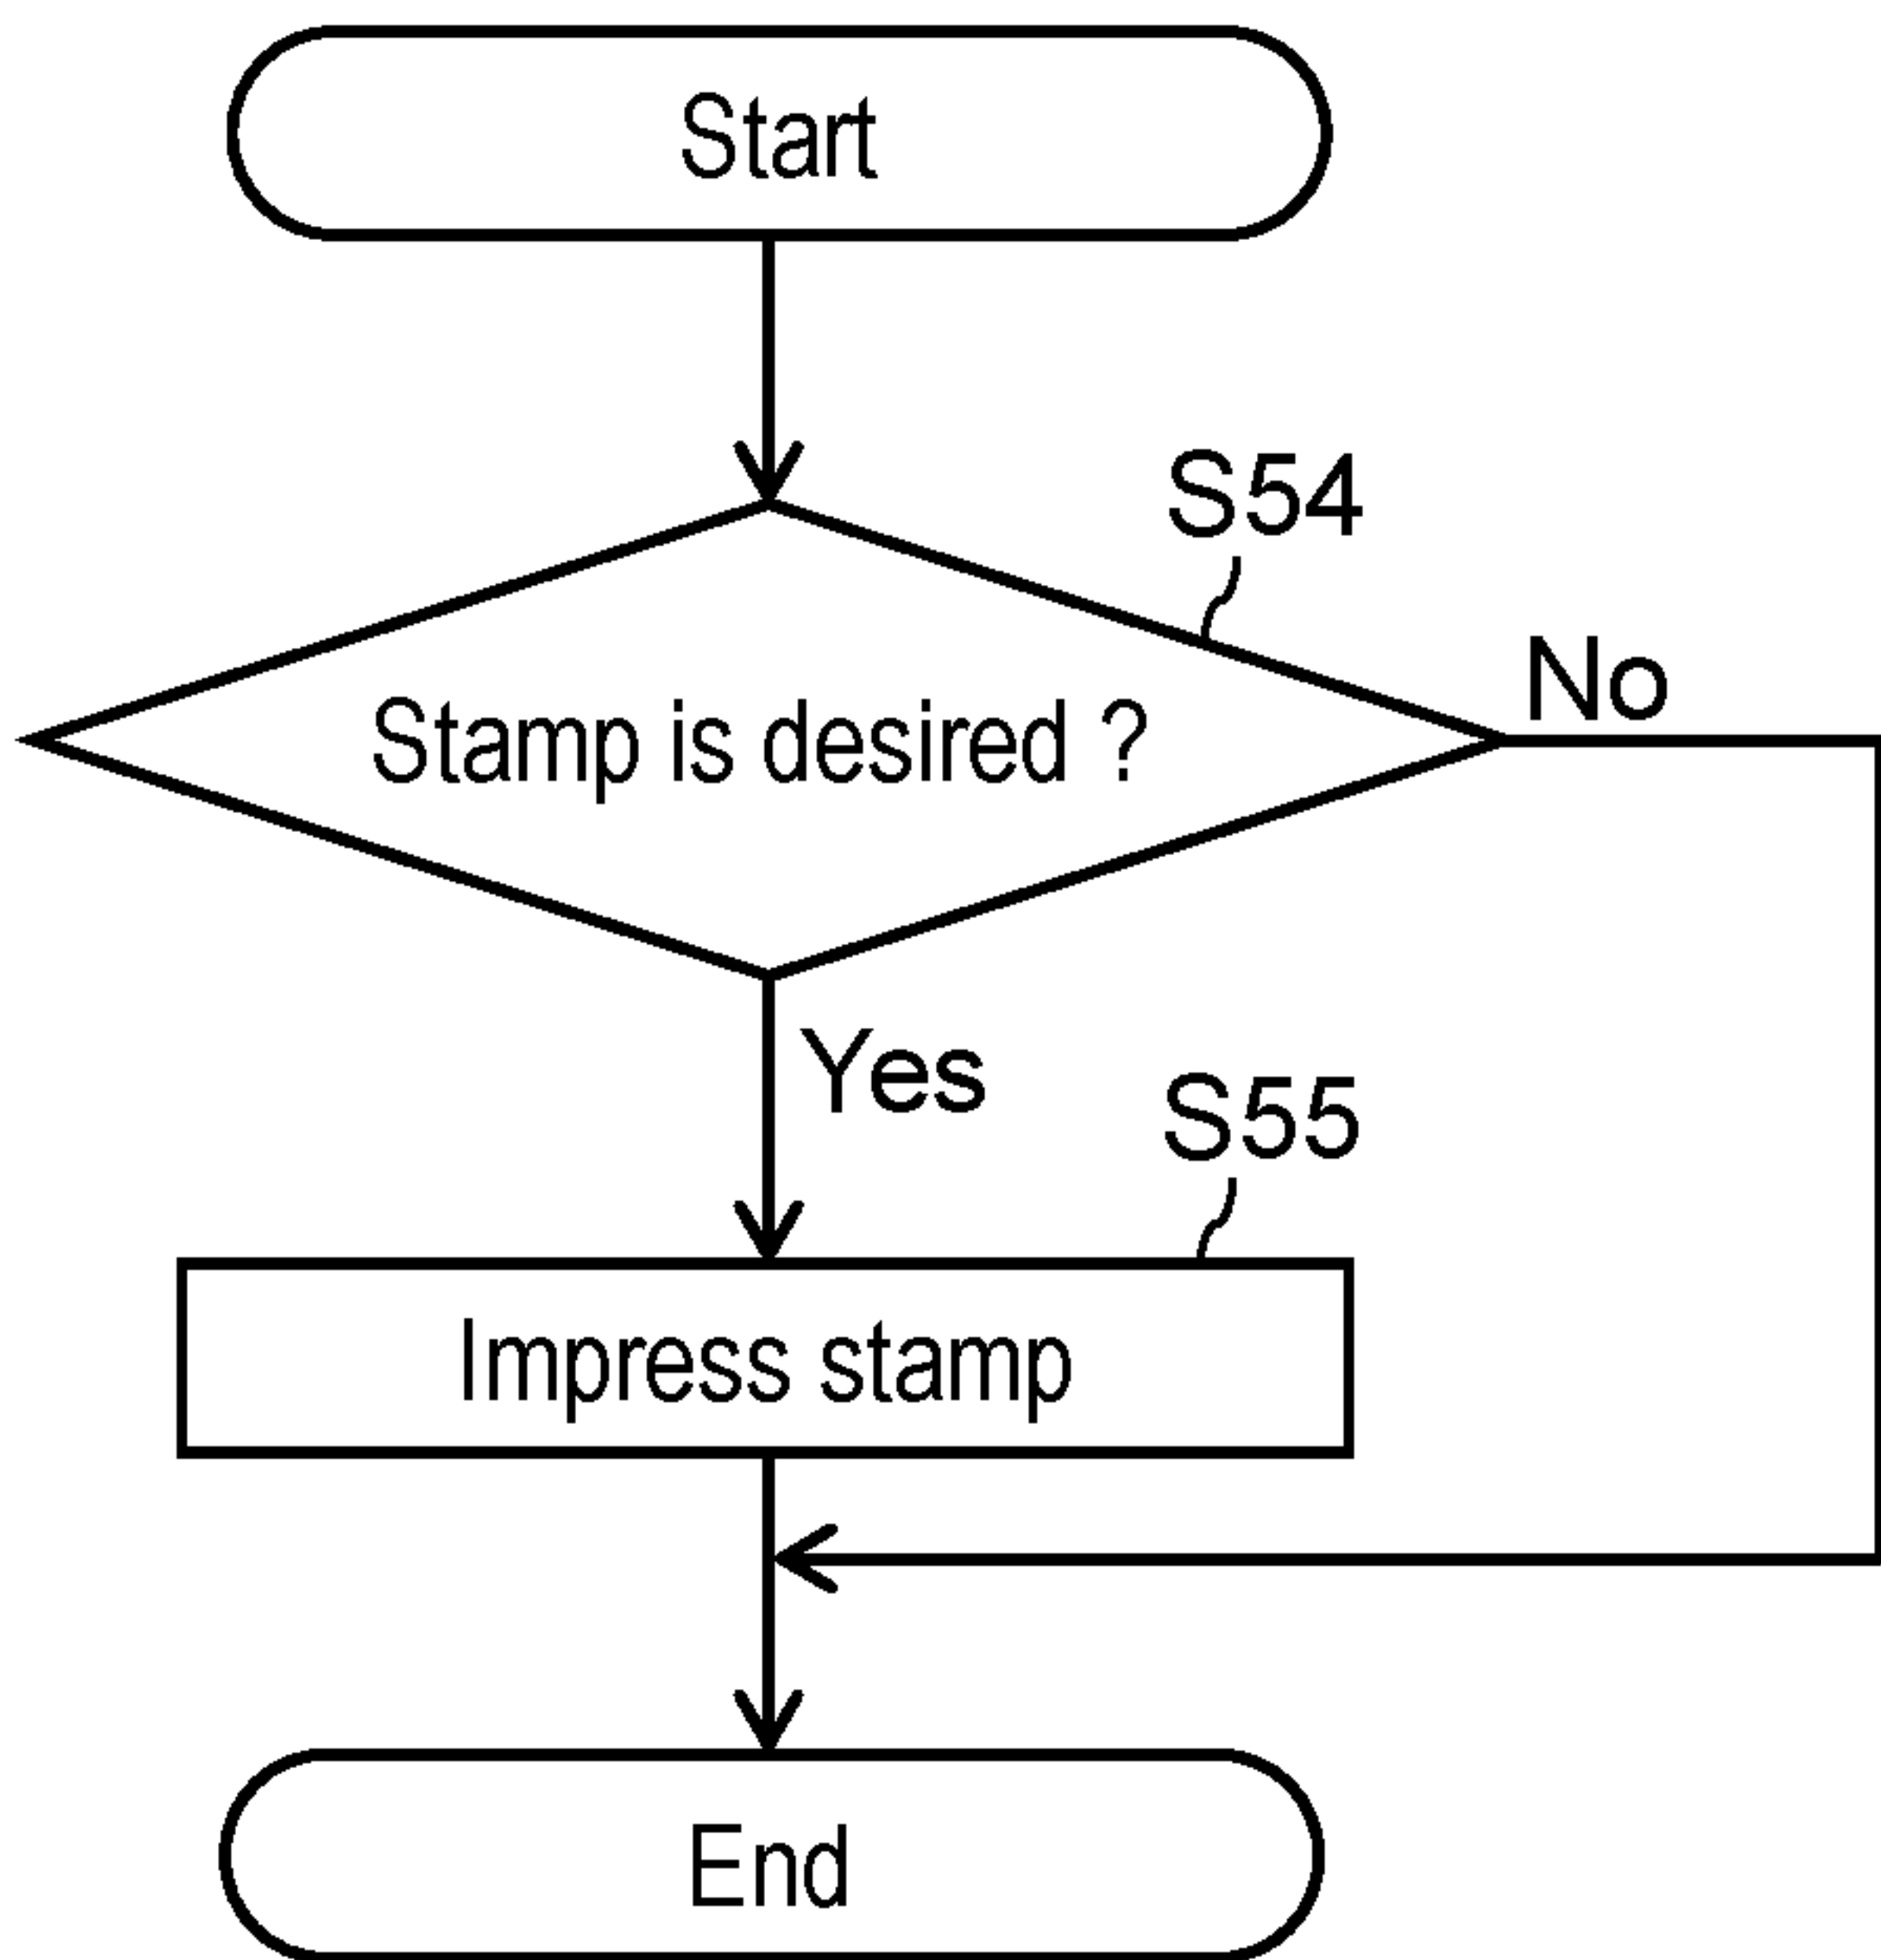 Start
S54
No
Stamp is desired ?
Yes
S55
Impress stamp
End